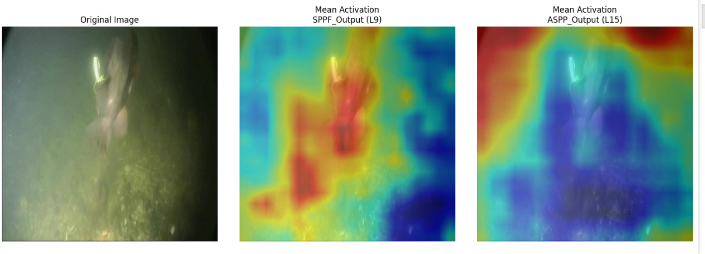 Original Image
Mean Activation
SPPF_Output (L9)
Mean Activation
ASPP_Output (L15)